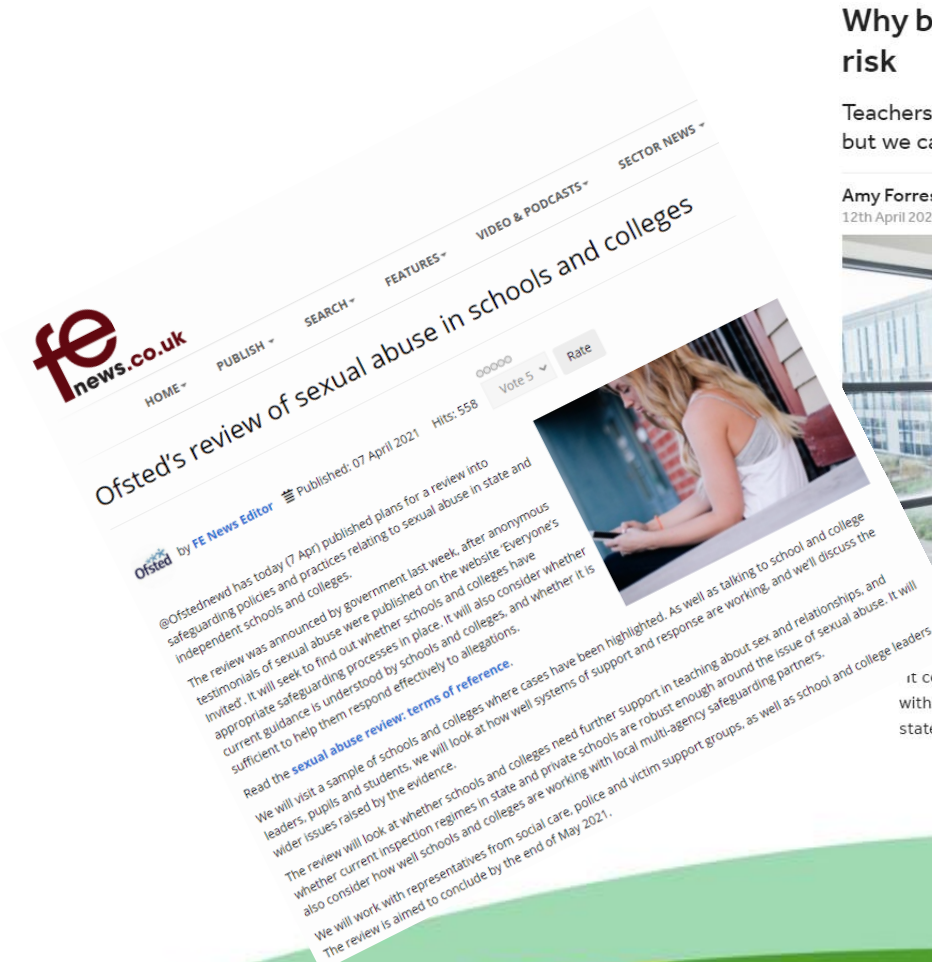 fe
news.co.uk
HOME
PUBLISH
SEARCH
FEATURES
VIDEO & PODCASTS
SECTOR NEWS
Ofsted's review of sexual abuse in schools and colleges
Ofsted
by FE News Editor
Published: 07 April 2021
Hits: 558
Vote 5
Rate
@Ofstednewd has today (7 Apr) published plans for a review into
safeguarding policies and practices relating to sexual abuse in state and
independent schools and colleges.
The review was announced by government last week, after anonymous
testimonials of sexual abuse were published on the website 'Everyone's
Invited'. It will seek to find out whether schools and colleges have
appropriate safeguarding processes in place. It will also consider whether
current guidance is understood by schools and colleges, and whether it is
sufficient to help them respond effectively to allegations.
Read the sexual abuse review: terms of reference.
We will visit a sample of schools and colleges where cases have been highlighted. As well as talking to school and college
leaders, pupils and students, we will look at how well systems of support and response are working, and we'll discuss the
wider issues raised by the evidence.
The review will look at whether schools and colleges need further support in teaching about sex and relationships, and
whether current inspection regimes in state and private schools are robust enough around the issue of sexual abuse. It will
also consider how well schools and colleges are working with local multi-agency safeguarding partners.
We will work with representatives from social care, police and victim support groups, as well as school and college leaders
The review is aimed to conclude by the end of May 2021.
Why b
risk
Teachers
but we ca
Amy Forres
12th April 202
it co
with
state